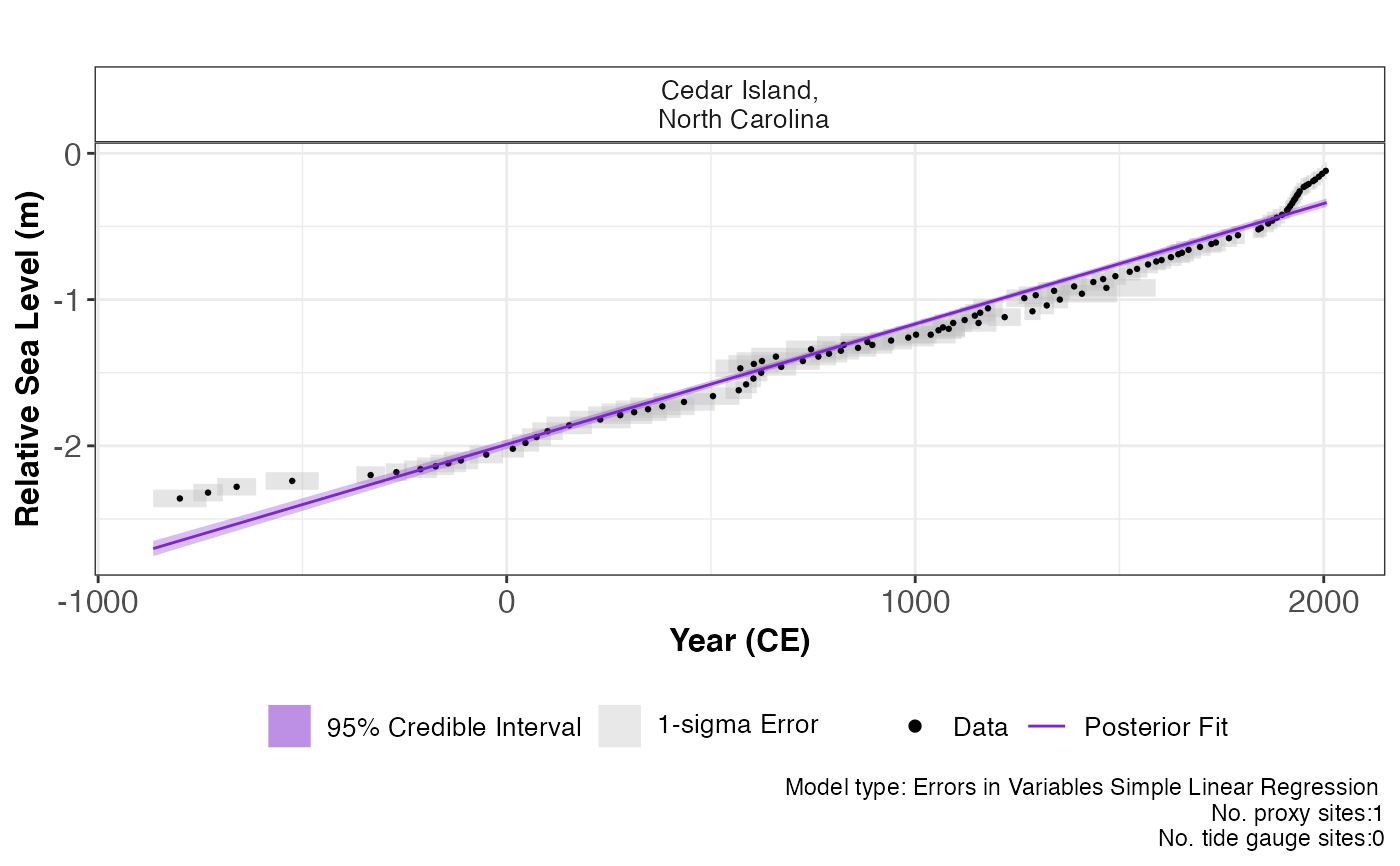 Cedar Island,
North Carolina
Relative Sea Level (m)
0
-1
-2
-1000
0
1000
2000
Year (CE)
95% Credible Interval
1-sigma Error
Data
Posterior Fit
Model type: Errors in Variables Simple Linear Regression
No. proxy sites:1
No. tide gauge sites:0